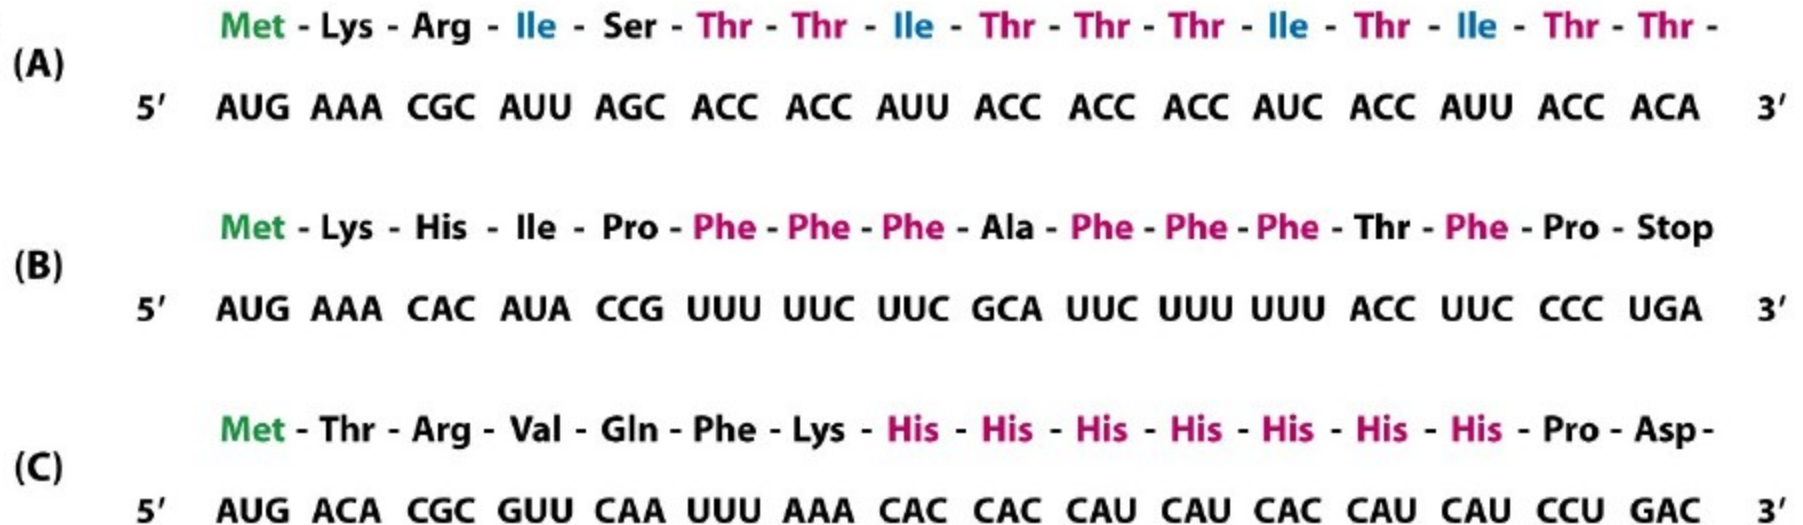 Met - Lys - Arg - Ile - Ser - Thr - Thr - Ile - Thr - Thr - Thr - Ile - Thr - Ile - Thr - Thr -
(A)
5′ AUG AAA CGC AUU AGC ACC ACC AUU ACC ACC ACC AUC ACC AUU ACC ACA 3′
Met - Lys - His - Ile - Pro - Phe - Phe - Phe - Ala - Phe - Phe - Phe - Thr - Phe - Pro - Stop
(B)
5′ AUG AAA CAC AUA CCG UUU UUC UUC GCA UUC UUU UUU ACC UUC CCC UGA 3′
Met - Thr - Arg - Val - Gln - Phe - Lys - His - His - His - His - His - His - His - Pro - Asp -
(C)
5′ AUG ACA CGC GUU CAA UUU AAA CAC CAC CAU CAU CAC CAU CAU CCU GAC 3′